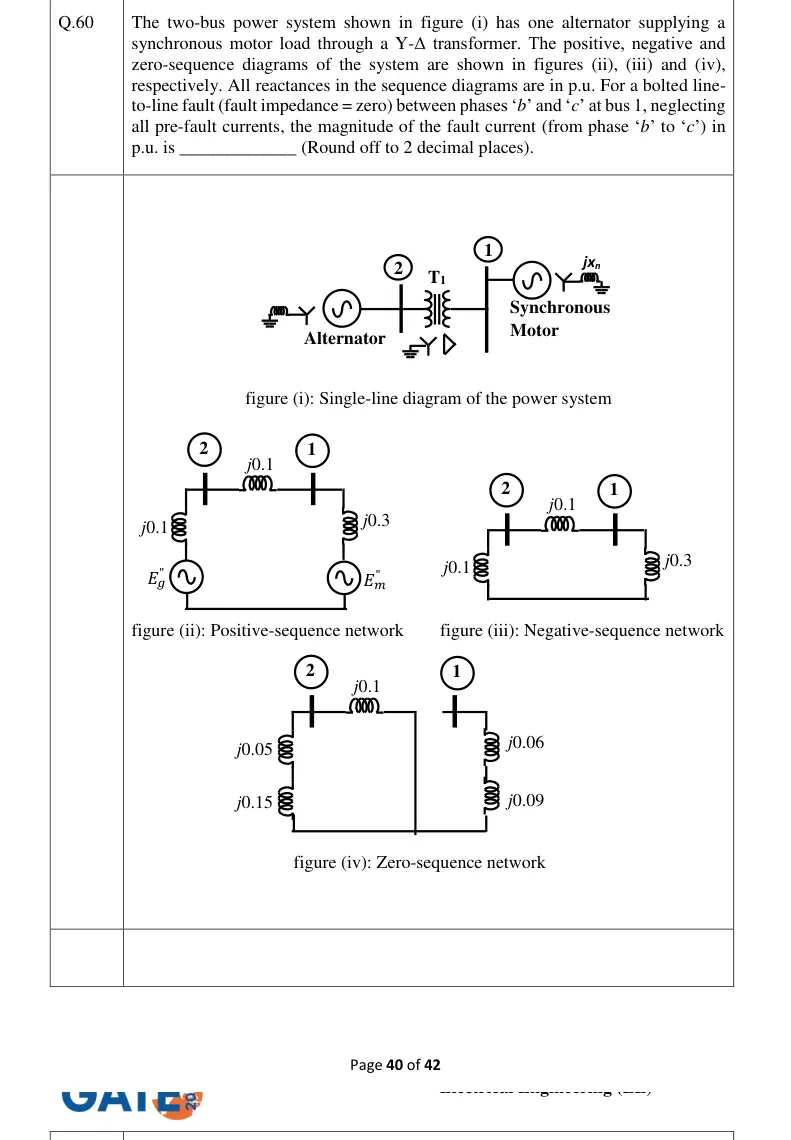 Q.60
The two-bus power system shown in figure (i) has one alternator supplying a
synchronous motor load through a Y-Δ transformer. The positive, negative and
zero-sequence diagrams of the system are shown in figures (ii), (iii) and (iv),
respectively. All reactances in the sequence diagrams are in p.u. For a bolted line-
to-line fault (fault impedance = zero) between phases ‘b’ and ‘c’ at bus 1, neglecting
all pre-fault currents, the magnitude of the fault current (from phase ‘b’ to ‘c’) in
p.u. is _____________ (Round off to 2 decimal places).
1
2
T1
jxn
Synchronous
Motor
Alternator
figure (i): Single-line diagram of the power system
2
1
j0.1
j0.1
j0.3
Eg"
Em"
2
1
j0.1
j0.1
j0.3
figure (ii): Positive-sequence network
figure (iii): Negative-sequence network
2
1
j0.1
j0.05
j0.06
j0.15
j0.09
figure (iv): Zero-sequence network
Page 40 of 42
GATE 20